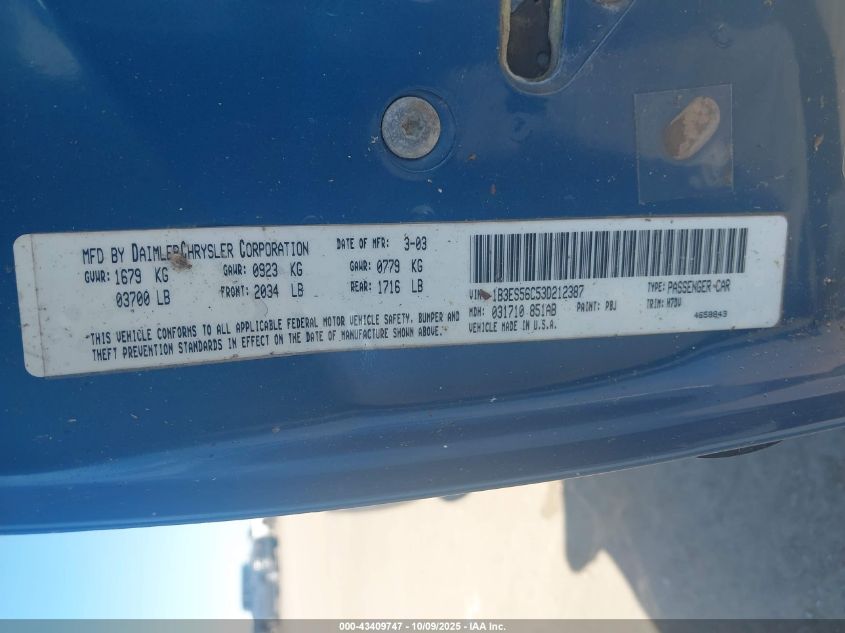 MFD BY DAIMLERCHRYSLER CORPORATION DATE OF MFR: 3-03
GVWR: 1679 KG GAWR: 0923 KG GAWR: 0779 KG
03700 LB FRONT: 2034 LB REAR: 1716 LB
THIS VEHICLE CONFORMS TO ALL APPLICABLE FEDERAL MOTOR VEHICLE SAFETY, BUMPER AND
THEFT PREVENTION STANDARDS IN EFFECT ON THE DATE OF MANUFACTURE SHOWN ABOVE.
VIN: 1B3ES56C53D212387 TYPE: PASSENGER CAR
MDH: 031710 851AB PAINT: PBJ TRIM: H7DV
VEHICLE MADE IN U.S.A. 4658843
000-43409747 - 10/09/2025 - IAA Inc.